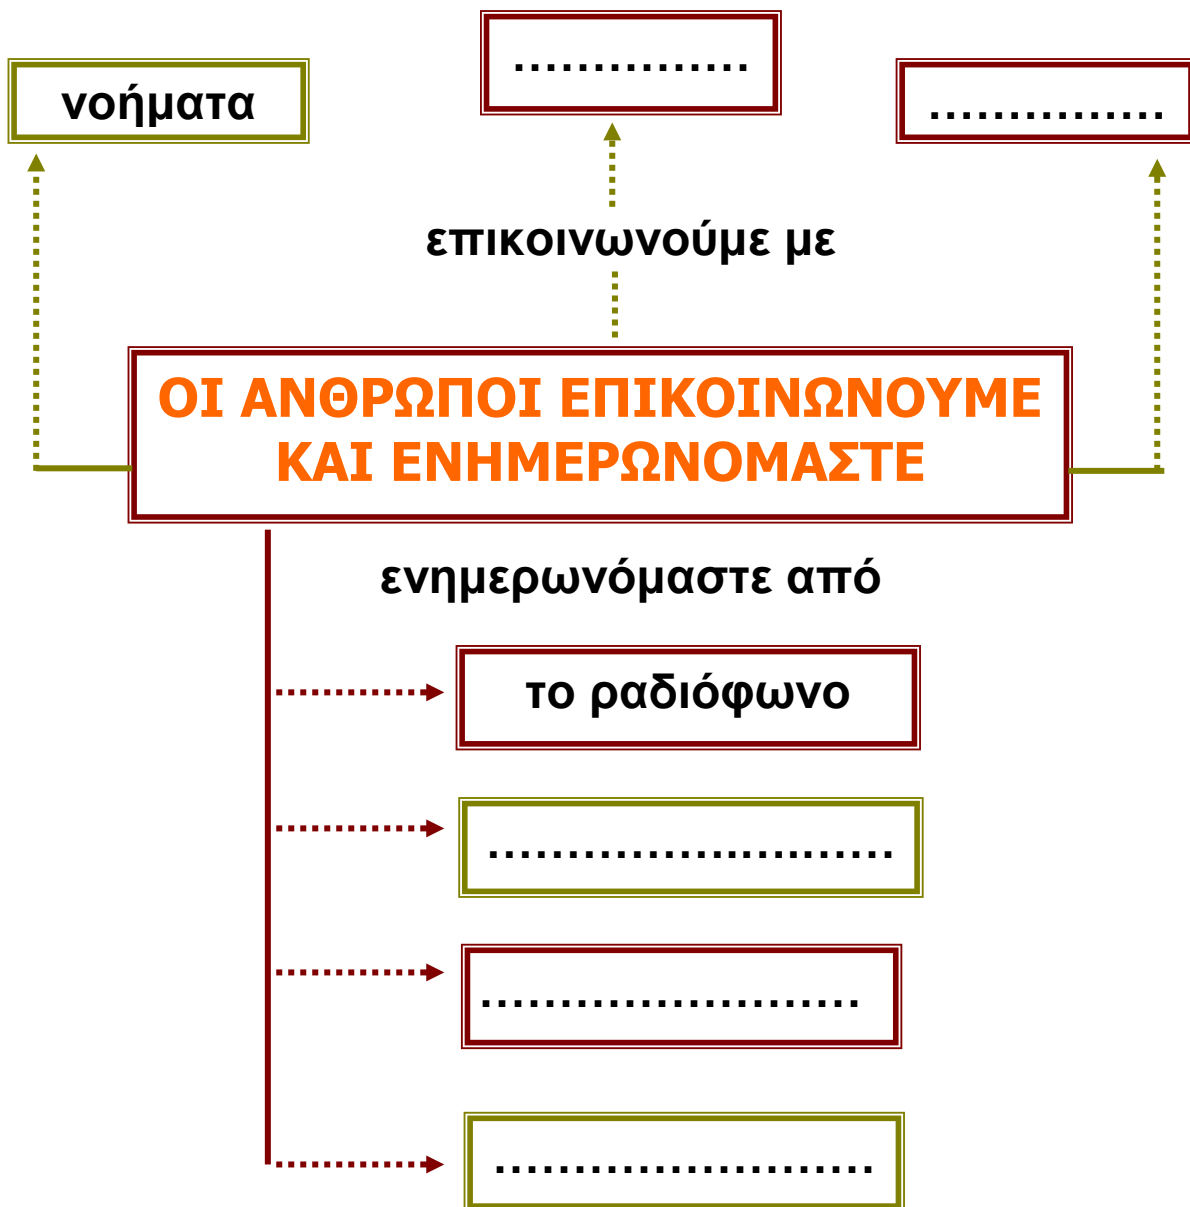 νοήματα
……………
……………
επικοινωνούμε με
ΟΙ ΑΝΘΡΩΠΟΙ ΕΠΙΚΟΙΝΩΝΟΥΜΕ
ΚΑΙ ΕΝΗΜΕΡΩΝΟΜΑΣΤΕ
ενημερωνόμαστε από
το ραδιόφωνο
……………..……….
……………………
……………………